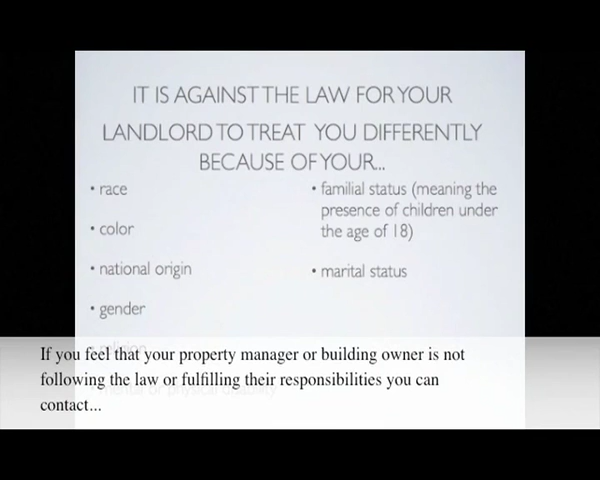 IT IS AGAINST THE LAW FOR YOUR
LANDLORD TO TREAT YOU DIFFERENTLY
BECAUSE OF YOUR...
• race
• color
• national origin
• gender
• religion
• familial status (meaning the
presence of children under
the age of 18)
• marital status
If you feel that your property manager or building owner is not
following the law or fulfilling their responsibilities you can
contact...